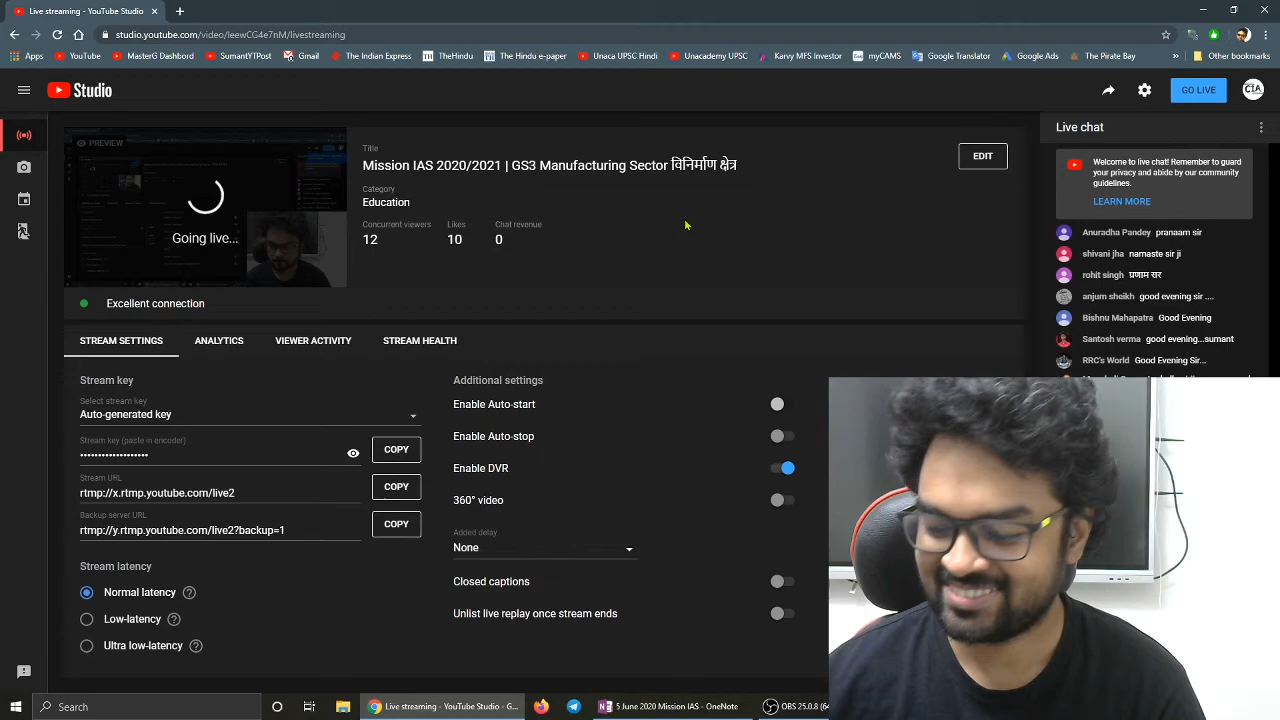 Live streaming - YouTube Studio
studio.youtube.com/video/leewCG4e7nM/livestreaming
Apps YouTube MasterG Dashbord SumantYTPost Gmail The Indian Express TheHindu The Hindu e-paper Unaca UPSC Hindi Unacademy UPSC Karvy MFS Investor myCAMS Google Translator Google Ads The Pirate Bay Other bookmarks
Studio
GO LIVE
PREVIEW
Going live...
Title
Mission IAS 2020/2021 | GS3 Manufacturing Sector विनिर्माण क्षेत्र
EDIT
Category
Education
Concurrent viewers Likes Chat revenue
12 10 0
Excellent connection
STREAM SETTINGS ANALYTICS VIEWER ACTIVITY STREAM HEALTH
Stream key
Select stream key
Auto-generated key
Stream key (paste in encoder)
COPY
Stream URL
rtmp://x.rtmp.youtube.com/live2
COPY
Backup server URL
rtmp://y.rtmp.youtube.com/live2?backup=1
COPY
Stream latency
Normal latency
Low-latency
Ultra low-latency
Additional settings
Enable Auto-start
Enable Auto-stop
Enable DVR
360° video
Added delay
None
Closed captions
Unlist live replay once stream ends
Live chat
Welcome to live chat! Remember to guard
your privacy and abide by our community
guidelines.
LEARN MORE
Anuradha Pandey pranaam sir
shivani jha namaste sir ji
rohit singh प्रणाम सर
anjum sheikh good evening sir ....
Bishnu Mahapatra Good Evening
Santosh verma good evening...sumant
RRC's World Good Evening Sir...
Search
Live streaming - YouTube Studio - G...
5 June 2020 Mission IAS - OneNote
OBS 25.0.8 (64